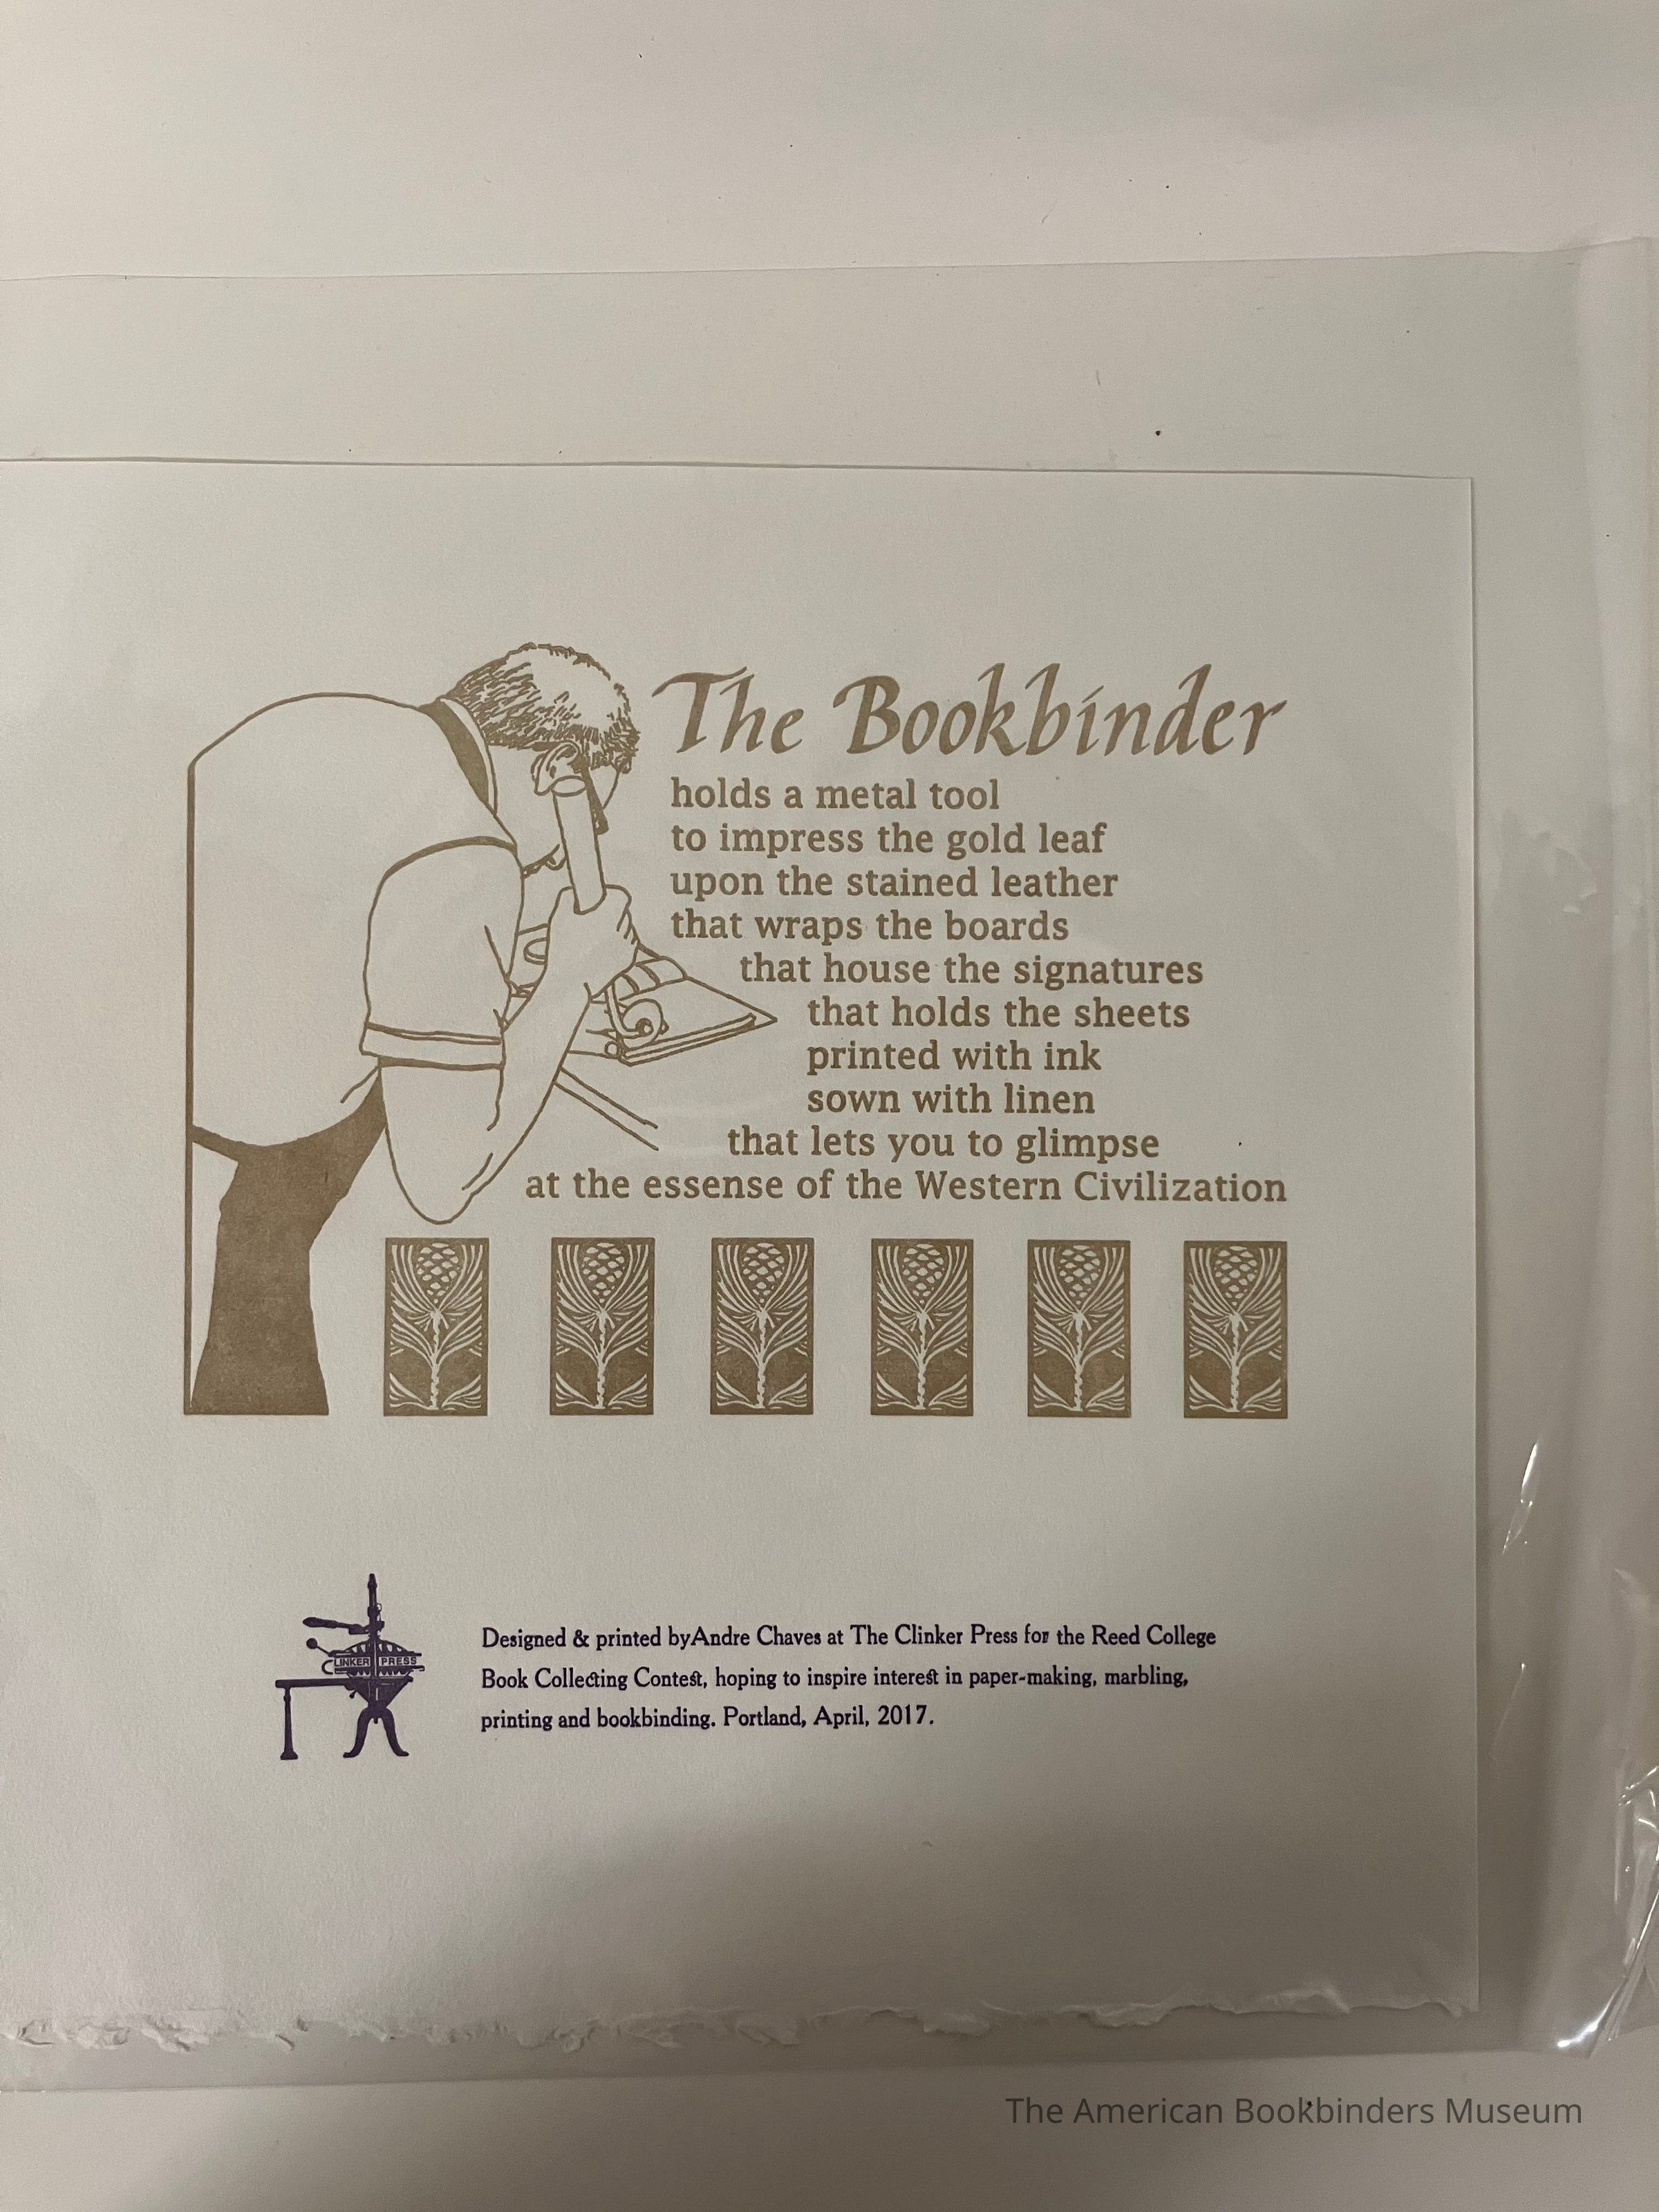 The Bookbinder
holds a metal tool
to impress the gold leaf
upon the stained leather
that wraps the boards
that house the signatures
that holds the sheets
printed with ink
sown with linen
that lets you to glimpse
at the essense of the Western Civilization
CLINKER PRESS
Designed & printed byAndre Chaves at The Clinker Press for the Reed College
Book Collecting Contest, hoping to inspire interest in paper-making, marbling,
printing and bookbinding. Portland, April, 2017.
The American Bookbinders Museum